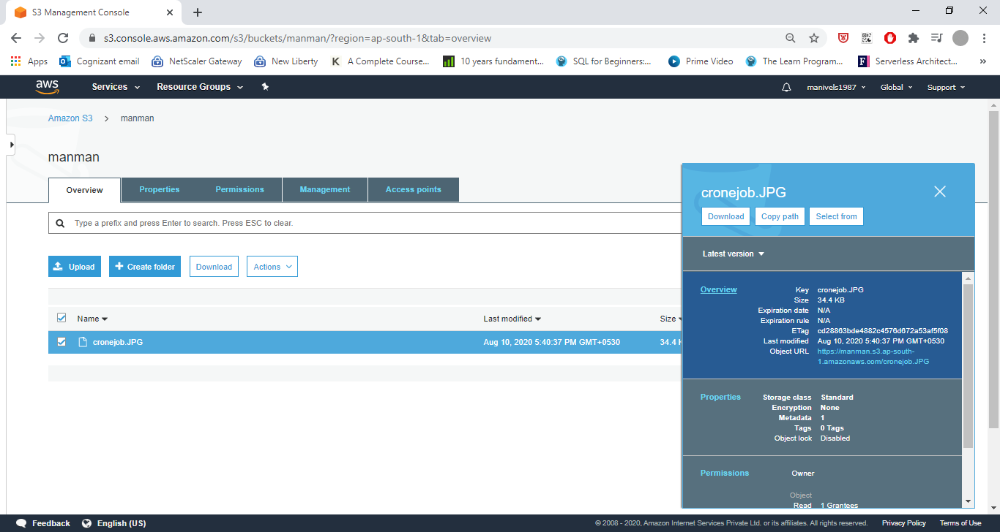 S3 Management Console
s3.console.aws.amazon.com/s3/buckets/manman/?region=ap-south-1&tab=overview
Apps Cognizant email NetScaler Gateway New Liberty K A Complete Course... 10 years fundament... SQL for Beginners:... Prime Video The Learn Program... F Serverless Architect... »
aws Services Resource Groups manivels1987 Global Support
Amazon S3 > manman
manman
Overview Properties Permissions Management Access points
Type a prefix and press Enter to search. Press ESC to clear.
Upload Create folder Download Actions
Name Last modified Size
cronejob.JPG Aug 10, 2020 5:40:37 PM GMT+0530 34.4
cronejob.JPG
Download Copy path Select from
Latest version
Overview Key cronejob.JPG
Size 34.4 KB
Expiration date N/A
Expiration rule N/A
ETag cd28863bde4882c4576d672a53af5f08
Last modified Aug 10, 2020 5:40:37 PM GMT+0530
Object URL https://manman.s3.ap-south-
1.amazonaws.com/cronejob.JPG
Properties Storage class Standard
Encryption None
Metadata 1
Tags 0 Tags
Object lock Disabled
Permissions Owner
Object
Read 1 Grantees
Feedback English (US) © 2008 - 2020, Amazon Internet Services Private Ltd. or its affiliates. All rights reserved. Privacy Policy Terms of Use